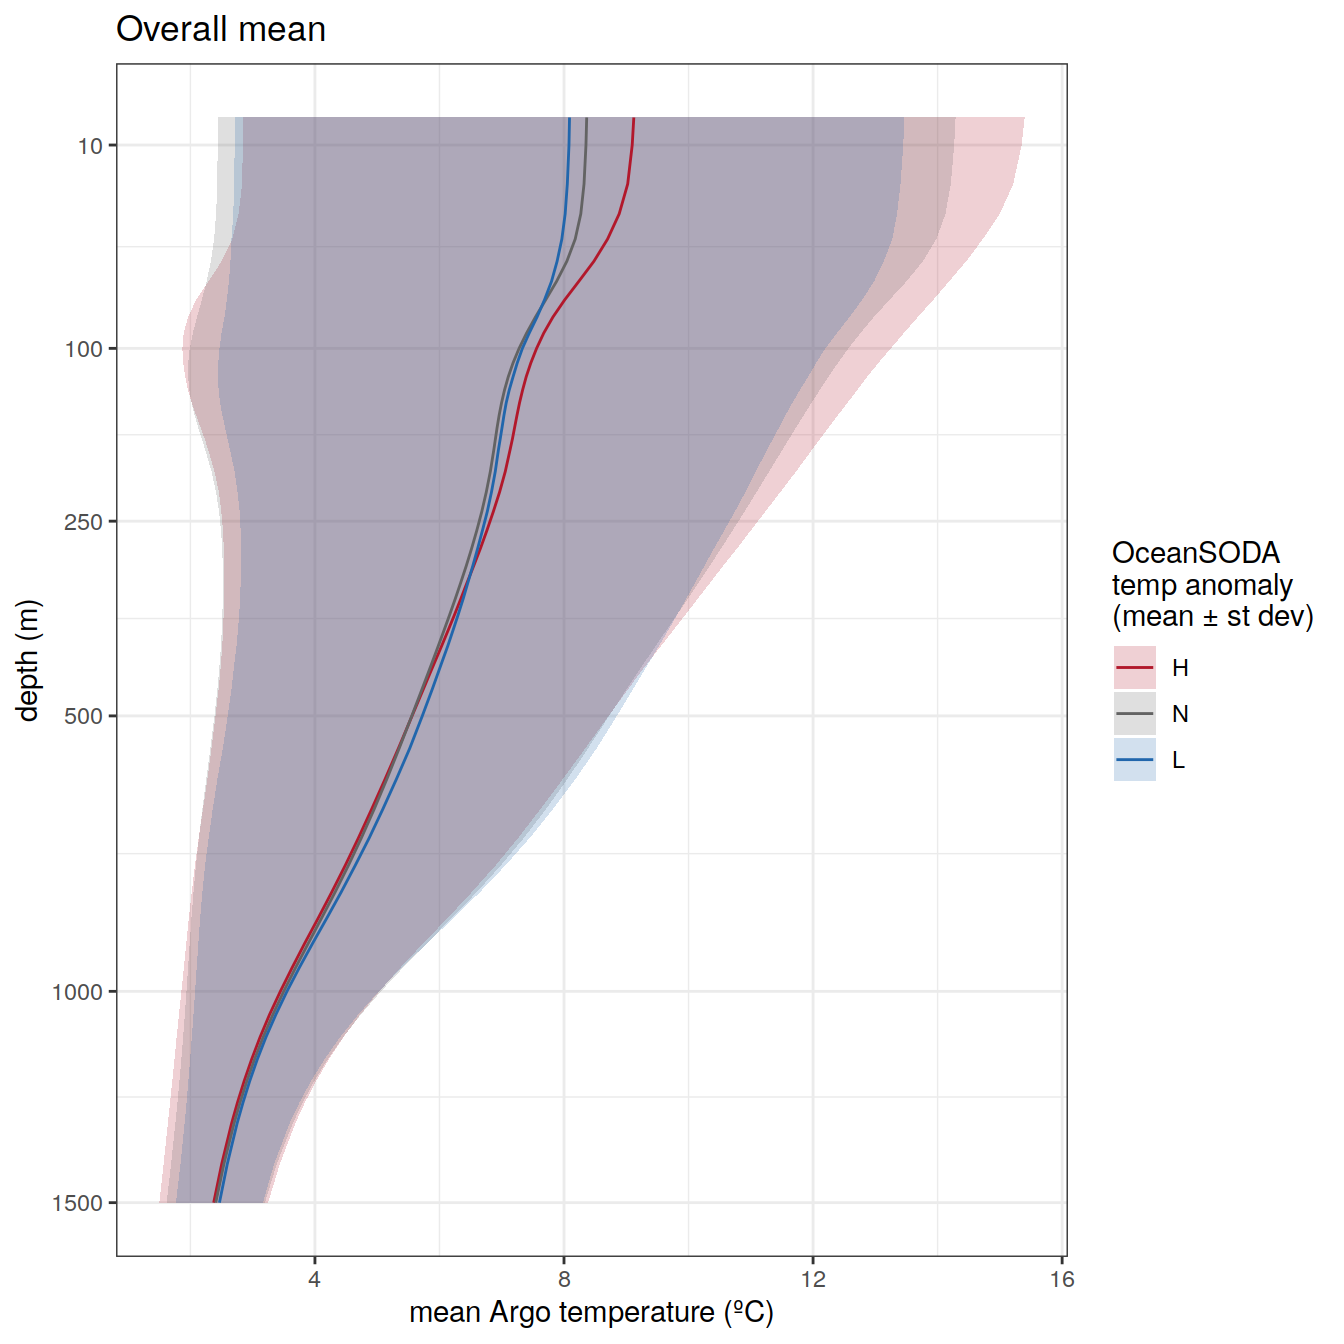 Overall mean
10
100
250
500
1000
1500
depth (m)
4 8 12 16
mean Argo temperature (ºC)
OceanSODA
temp anomaly
(mean ± st dev)
H
N
L